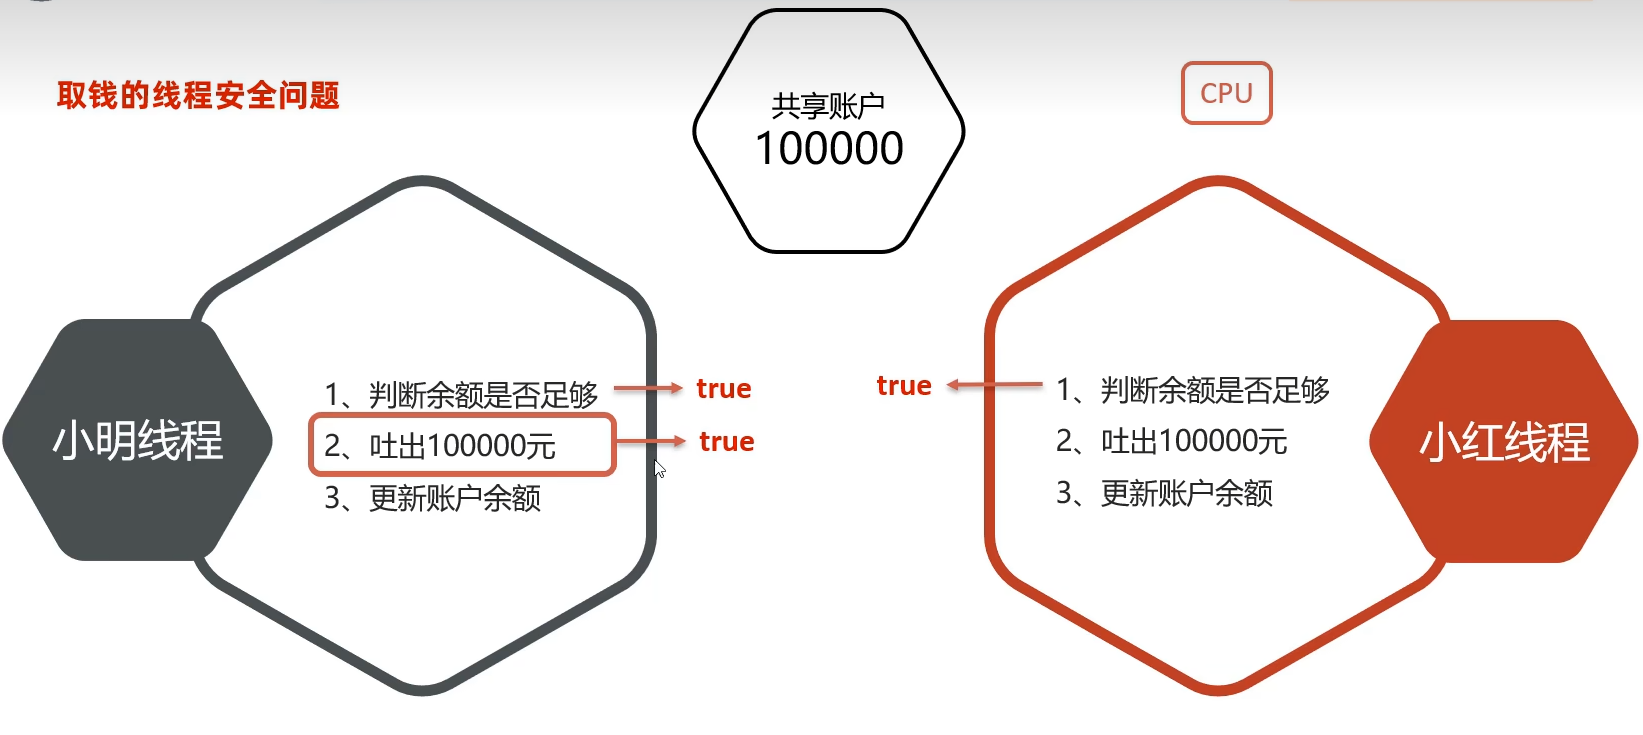 取钱的线程安全问题
共享账户
100000
CPU
小明线程
1、判断余额是否足够
true
2、吐出100000元
true
3、更新账户余额
true
1、判断余额是否足够
2、吐出100000元
3、更新账户余额
小红线程